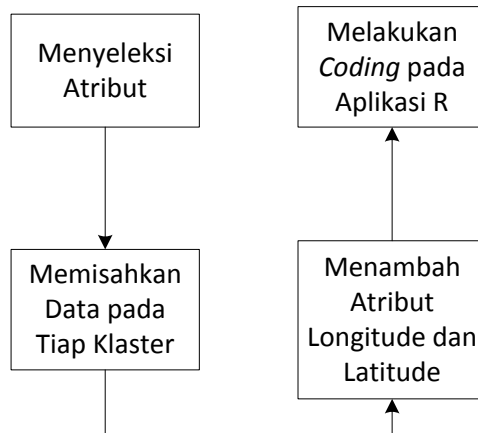 Menyeleksi
Atribut
Memisahkan
Data pada
Tiap Klaster
Menambah
Atribut
Longitude dan
Latitude
Melakukan
Coding pada
Aplikasi R